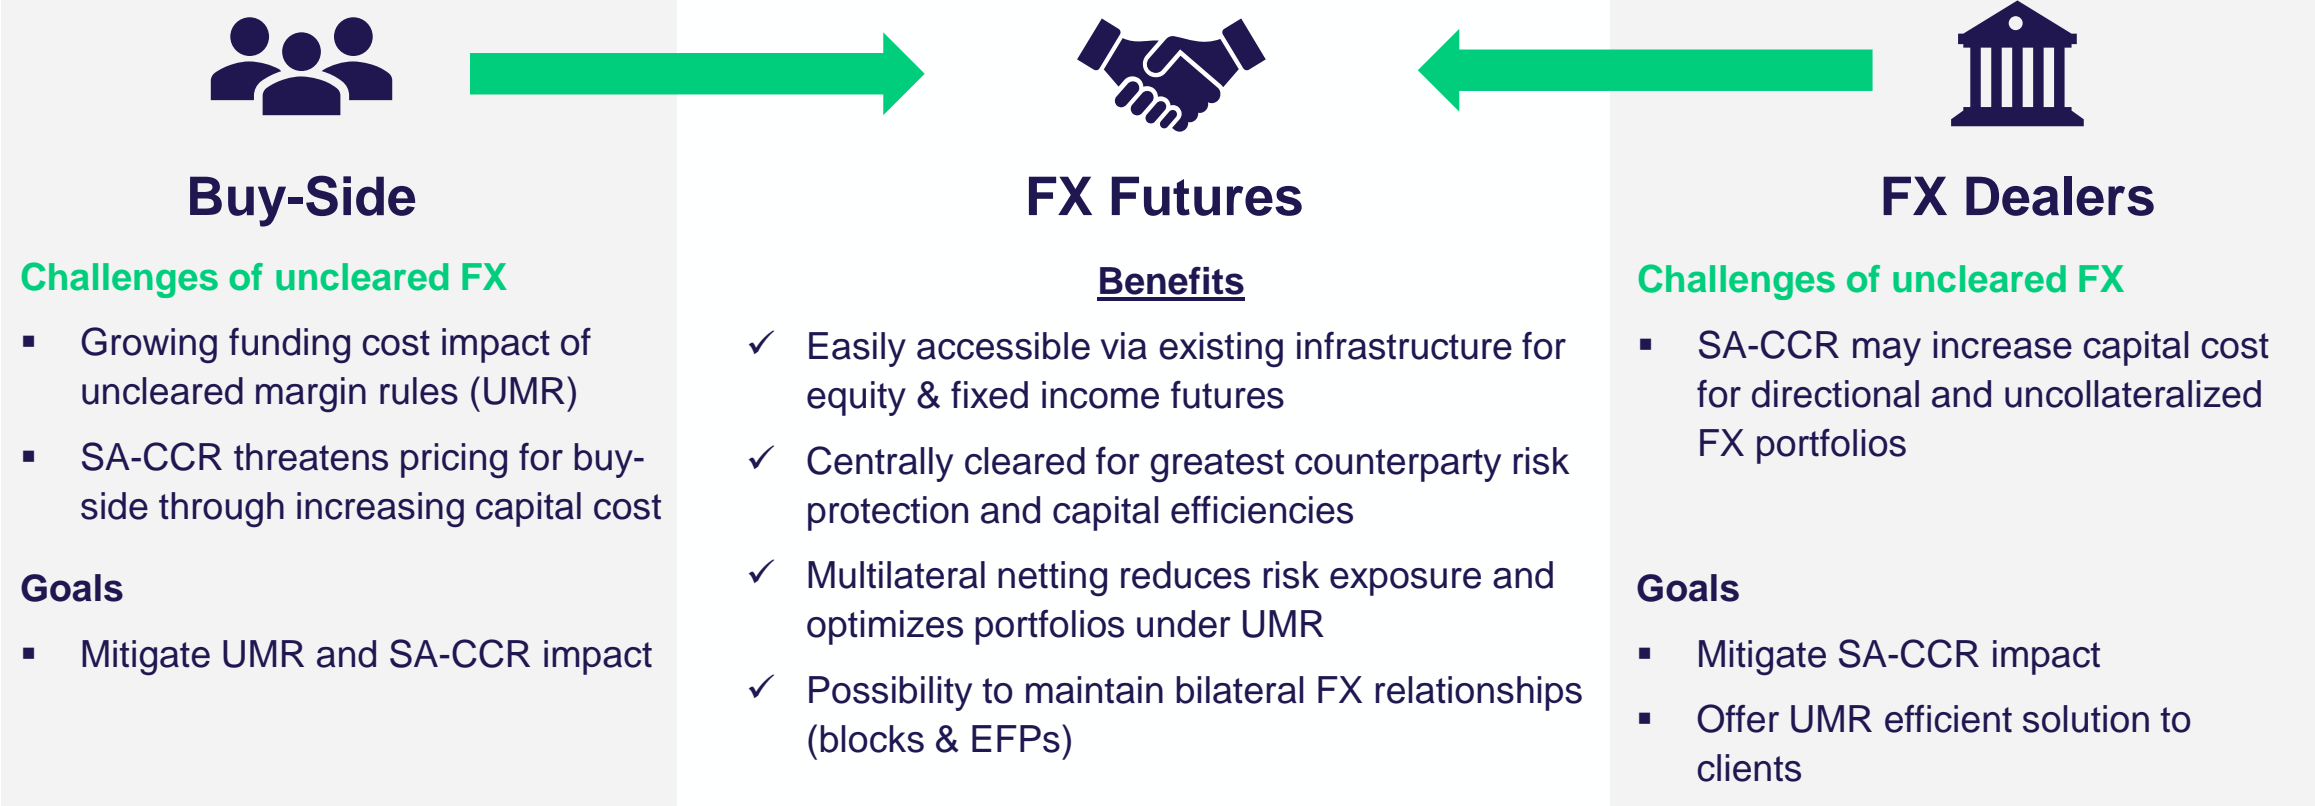 Buy-Side
Challenges of uncleared FX
▪ Growing funding cost impact of
uncleared margin rules (UMR)
▪ SA-CCR threatens pricing for buy-
side through increasing capital cost
Goals
▪ Mitigate UMR and SA-CCR impact
FX Futures
Benefits
✓ Easily accessible via existing infrastructure for
equity & fixed income futures
✓ Centrally cleared for greatest counterparty risk
protection and capital efficiencies
✓ Multilateral netting reduces risk exposure and
optimizes portfolios under UMR
✓ Possibility to maintain bilateral FX relationships
(blocks & EFPs)
FX Dealers
Challenges of uncleared FX
▪ SA-CCR may increase capital cost
for directional and uncollateralized
FX portfolios
Goals
▪ Mitigate SA-CCR impact
▪ Offer UMR efficient solution to
clients